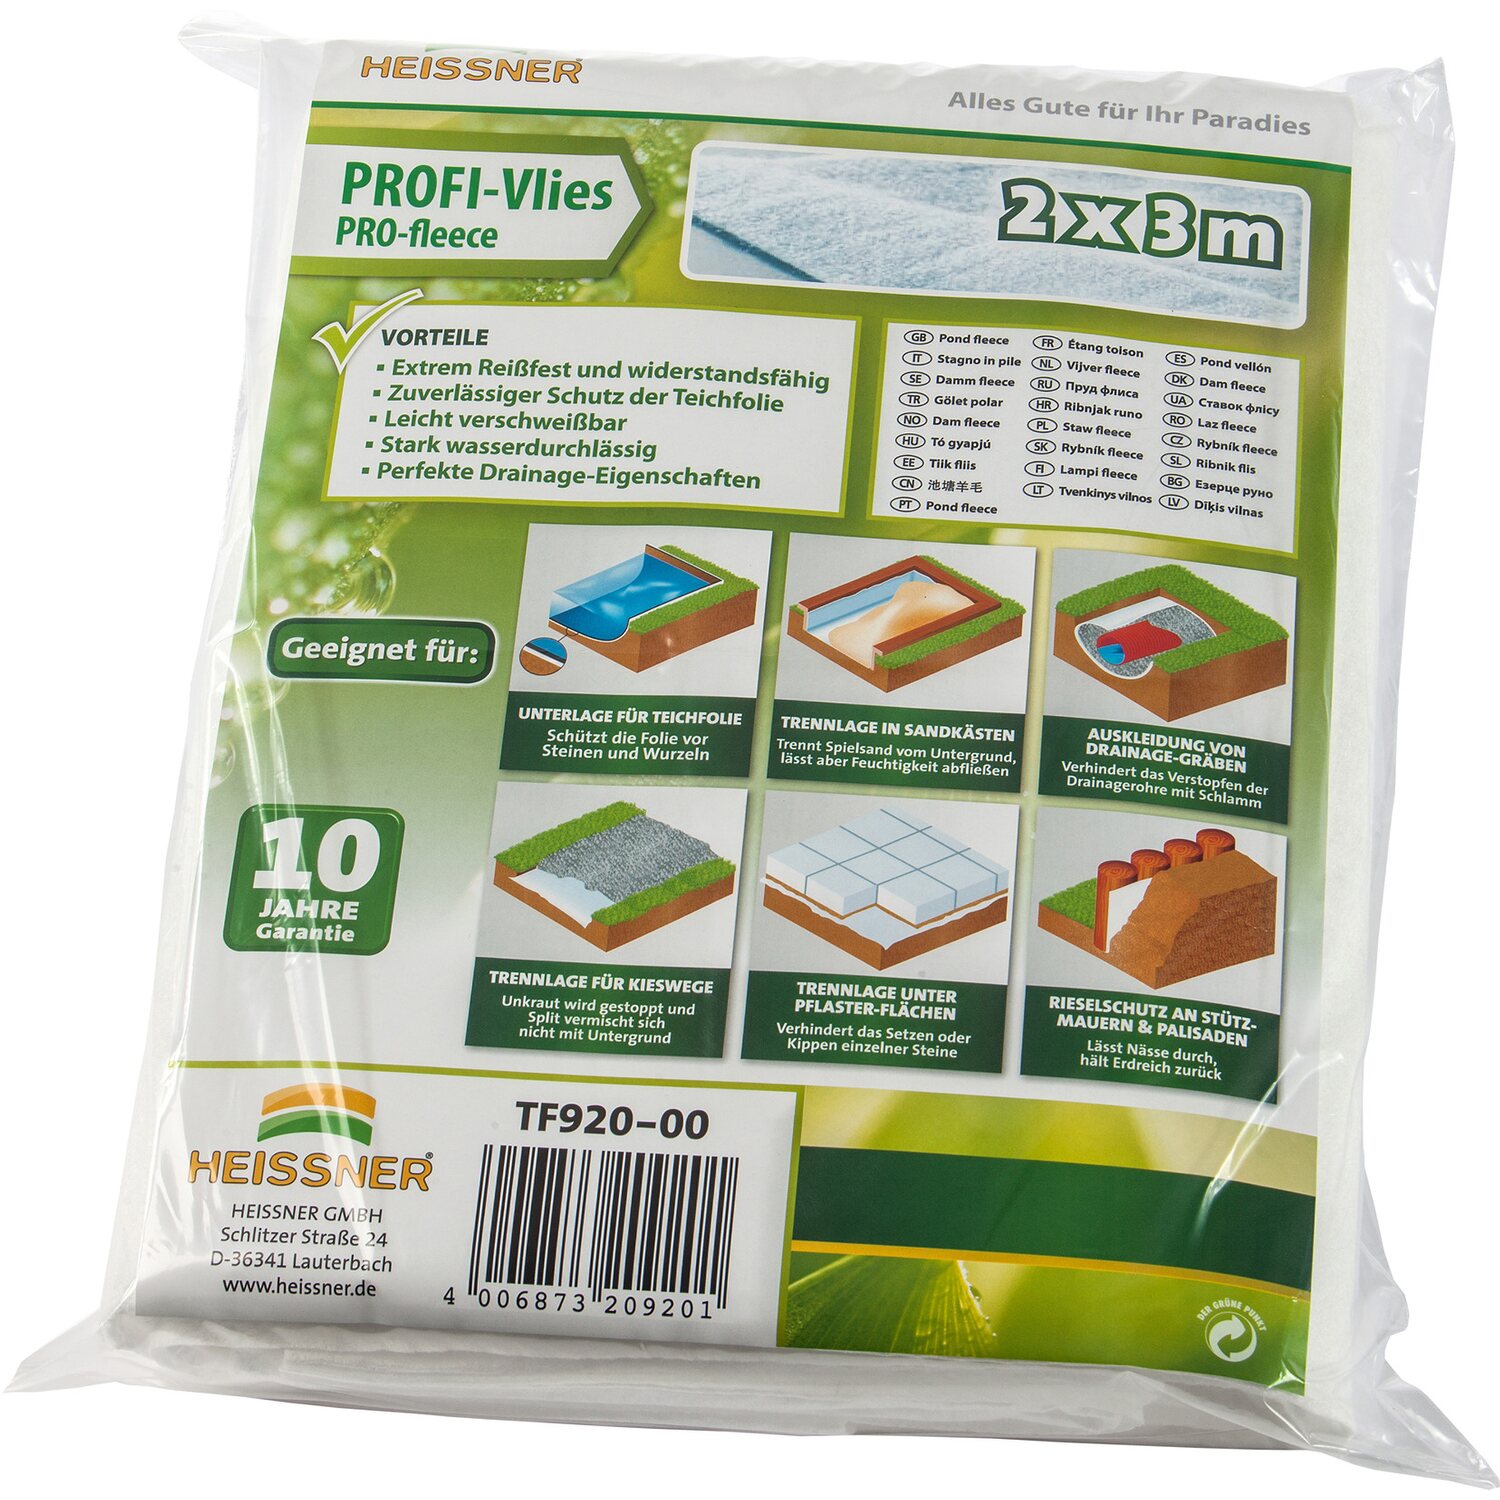 HEISSNER
Alles Gute für Ihr Paradies
PROFI-Vlies
PRO-fleece
2x3m
VORTEILE
▪ Extrem Reißfest und widerstandsfähig
▪ Zuverlässiger Schutz der Teichfolie
▪ Leicht verschweißbar
▪ Stark wasserdurchlässig
▪ Perfekte Drainage-Eigenschaften
GB Pond fleece
IT Stagno in pile
SE Damm fleece
TR Gölet polar
NO Dam fleece
HU Tó gyapjú
EE Tiik fliis
CN 池塘羊毛
PT Pond fleece
FR Étang toison
NL Vijver fleece
RU Пруд флиса
HR Ribnjak runo
PL Staw fleece
SK Rybník fleece
FI Lampi fleece
LT Tvenkinys vilnos
ES Pond vellón
DK Dam fleece
UA Ставок флісу
RO Laz fleece
CZ Rybník fleece
SL Ribnik flis
BG Езерце руно
LV Dīķis vilnas
Geeignet für:
UNTERLAGE FÜR TEICHFOLIE
Schützt die Folie vor
Steinen und Wurzeln
TRENNLAGE IN SANDKÄSTEN
Trennt Spielsand vom Untergrund,
lässt aber Feuchtigkeit abfließen
AUSKLEIDUNG VON
DRAINAGE-GRÄBEN
Verhindert das Verstopfen der
Drainagerohre mit Schlamm
10
JAHRE
Garantie
TRENNLAGE FÜR KIESWEGE
Unkraut wird gestoppt und
Split vermischt sich
nicht mit Untergrund
TRENNLAGE UNTER
PFLASTER-FLÄCHEN
Verhindert das Setzen oder
Kippen einzelner Steine
RIESELSCHUTZ AN STÜTZ-
MAUERN & PALISADEN
Lässt Nässe durch,
hält Erdreich zurück
HEISSNER®
HEISSNER GMBH
Schlitzer Straße 24
D-36341 Lauterbach
www.heissner.de
TF920-00
4 006873 209201
DER GRÜNE PUNKT